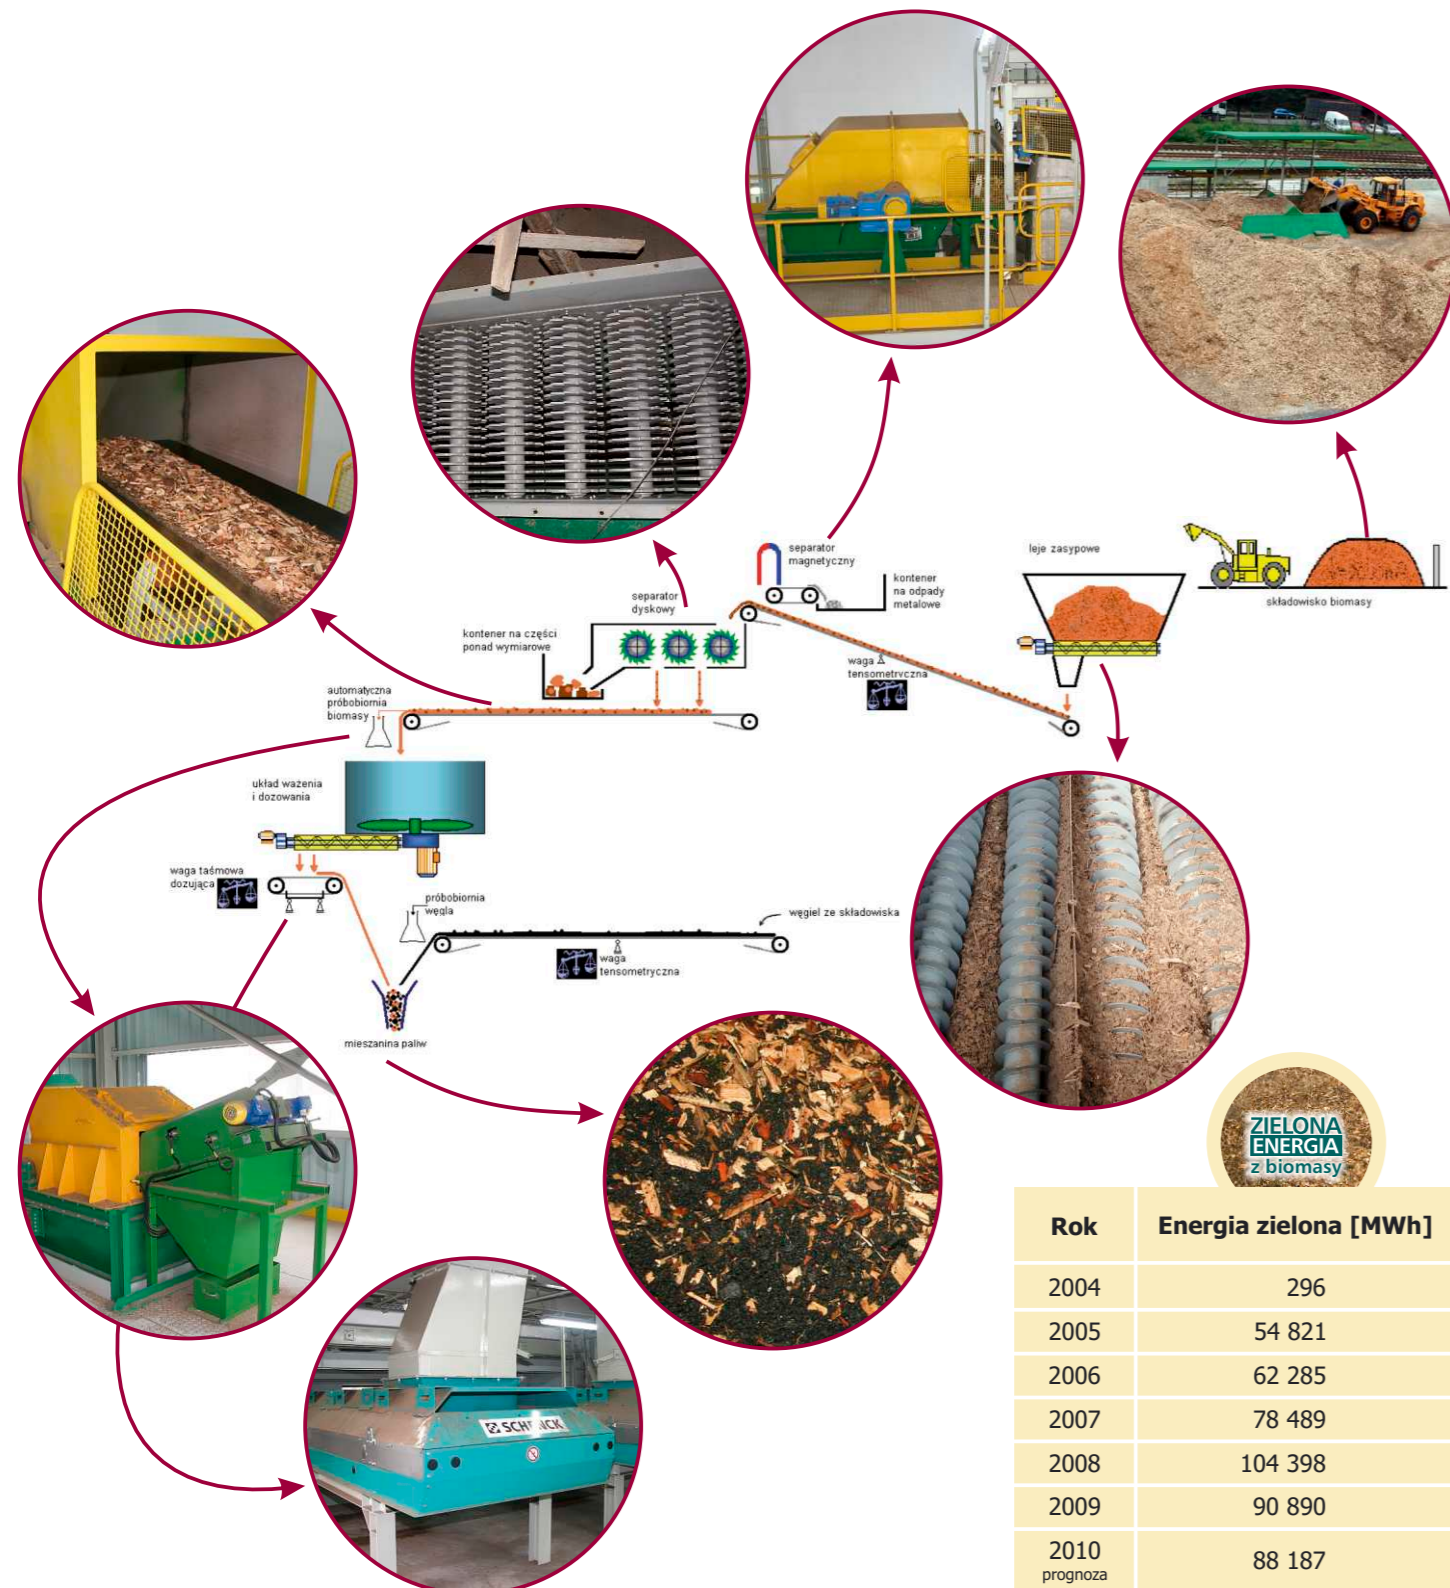 separator
magnetyczny
leje zasypowe
kontener
na odpady
metalowe
składowisko biomasy
separator
dyskowy
kontener na części
ponad wymiarowe
waga
tensometryczna
automatyczna
próbobiornia
biomasy
układ ważenia
i dozowania
waga taśmowa
dozująca
próbobiornia
węgla
węgiel ze składowiska
waga
tensometryczna
mieszanina paliw
SCHENCK
ZIELONA
ENERGIA
z biomasy
Rok Energia zielona [MWh]
2004 296
2005 54 821
2006 62 285
2007 78 489
2008 104 398
2009 90 890
2010 88 187
prognoza